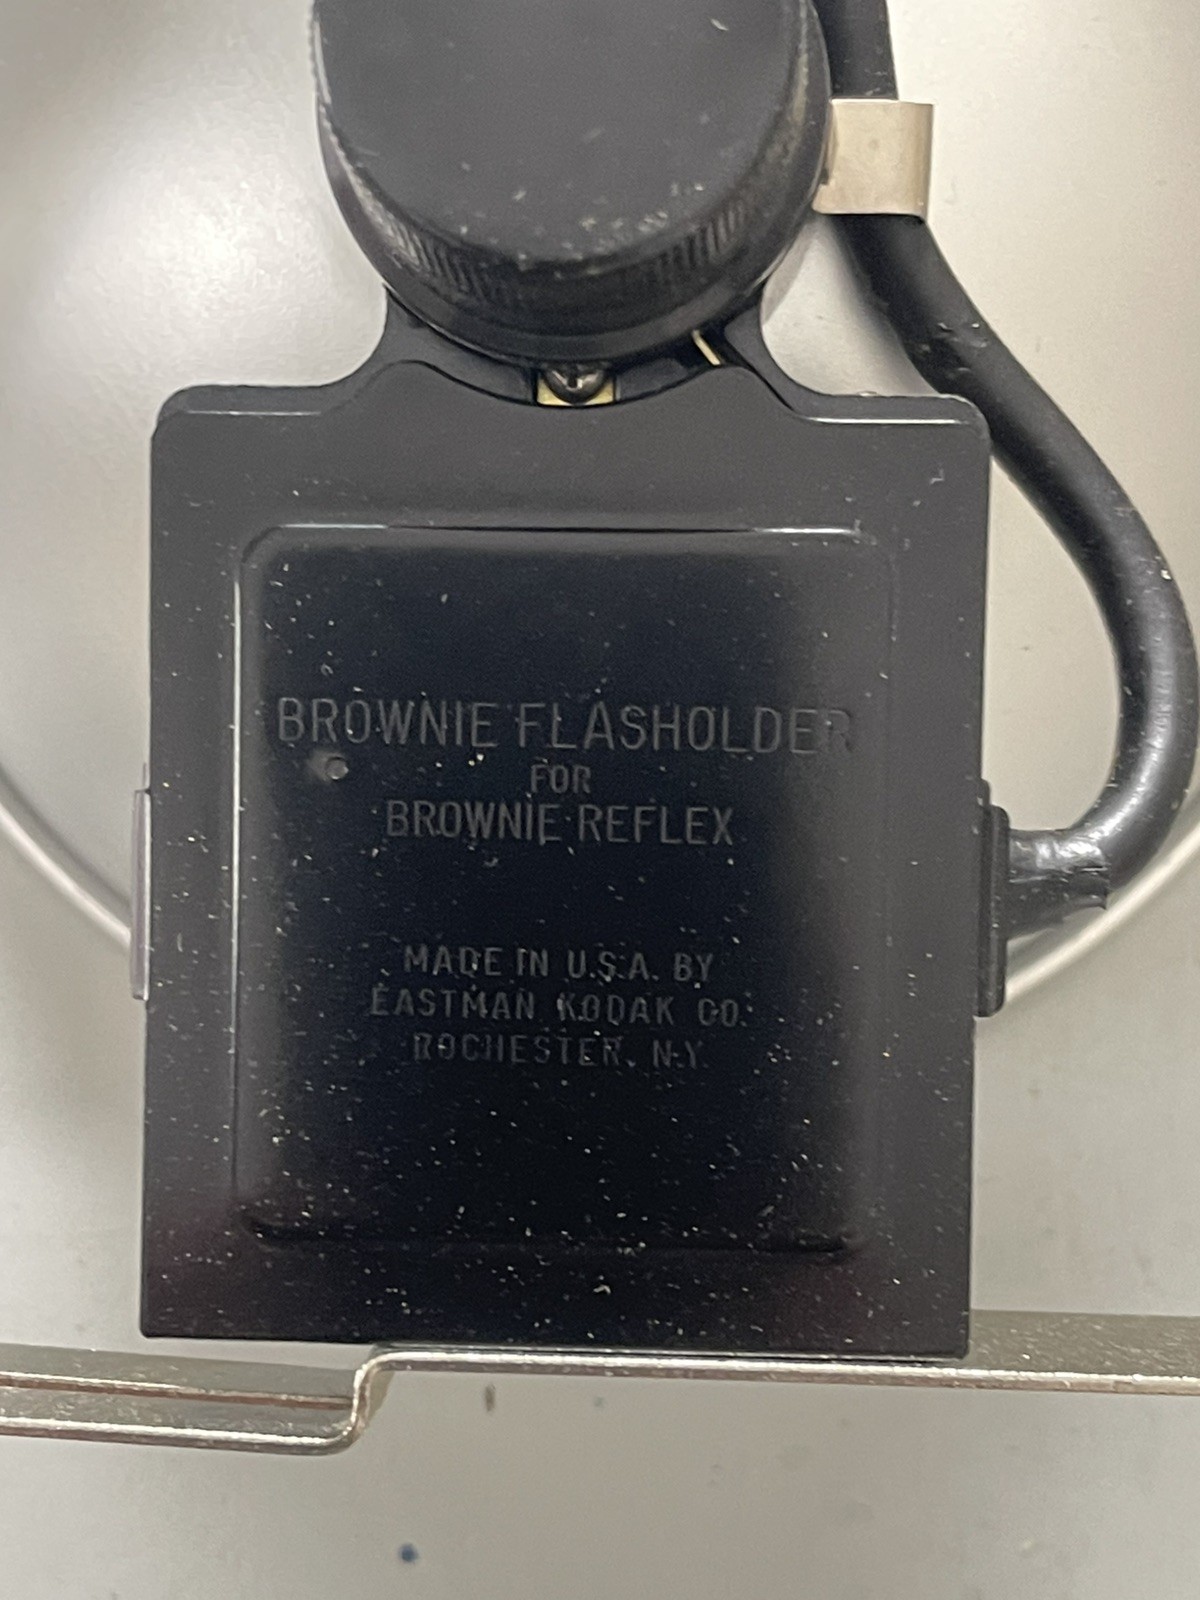 BROWNIE FLASHOLDER
FOR
BROWNIE REFLEX
MADE IN U.S.A. BY
EASTMAN KODAK CO.
ROCHESTER, N.Y.